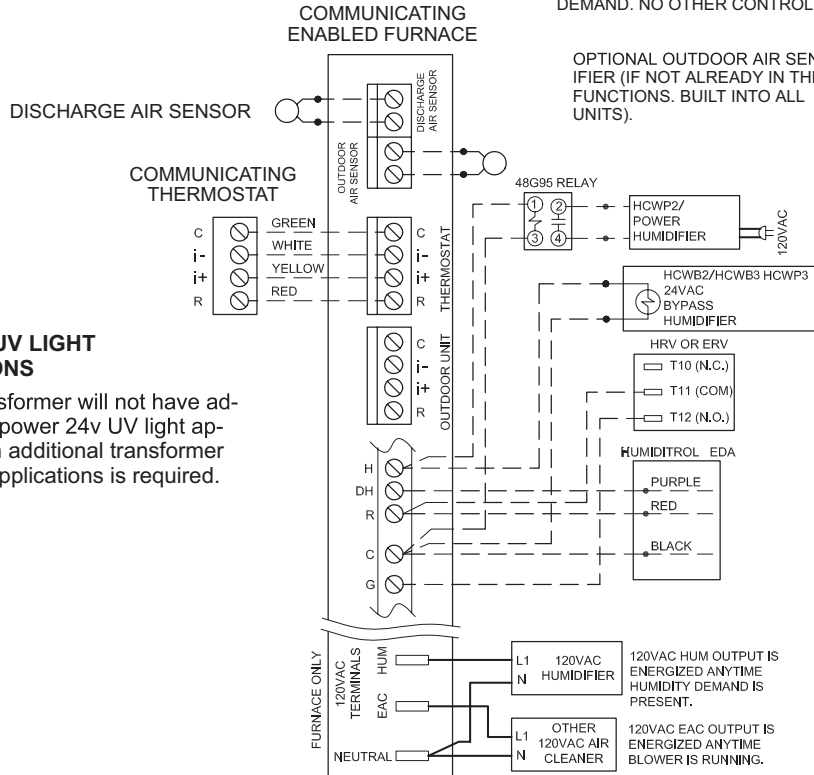 DEMAND. NO OTHER CONTROL
COMMUNICATING
ENABLED FURNACE
OPTIONAL OUTDOOR AIR SEN
IFIER (IF NOT ALREADY IN THE
FUNCTIONS. BUILT INTO ALL
UNITS).
DISCHARGE AIR SENSOR
DISCHARGE
AIR SENSOR
OUTDOOR
AIR SENSOR
COMMUNICATING
THERMOSTAT
C
i-
i+
R
GREEN
WHITE
YELLOW
RED
C
i-
i+
R
THERMOSTAT
C
i-
i+
R
OUTDOOR UNIT
48G95 RELAY
1 2
3 4
HCWP2/
POWER
HUMIDIFIER
120VAC
HCWB2/HCWB3 HCWP3
24VAC
BYPASS
HUMIDIFIER
HRV OR ERV
T10 (N.C.)
T11 (COM)
T12 (N.O.)
HUMIDITROL EDA
PURPLE
RED
BLACK
UV LIGHT
ONS
sformer will not have ad-
power 24v UV light ap-
additional transformer
applications is required.
H
DH
R
C
G
FURNACE ONLY
120VAC
TERMINALS
HUM
EAC
NEUTRAL
L1
N
120VAC
HUMIDIFIER
120VAC HUM OUTPUT IS
ENERGIZED ANYTIME
HUMIDITY DEMAND IS
PRESENT.
L1
N
OTHER
120VAC AIR
CLEANER
120VAC EAC OUTPUT IS
ENERGIZED ANYTIME
BLOWER IS RUNNING.